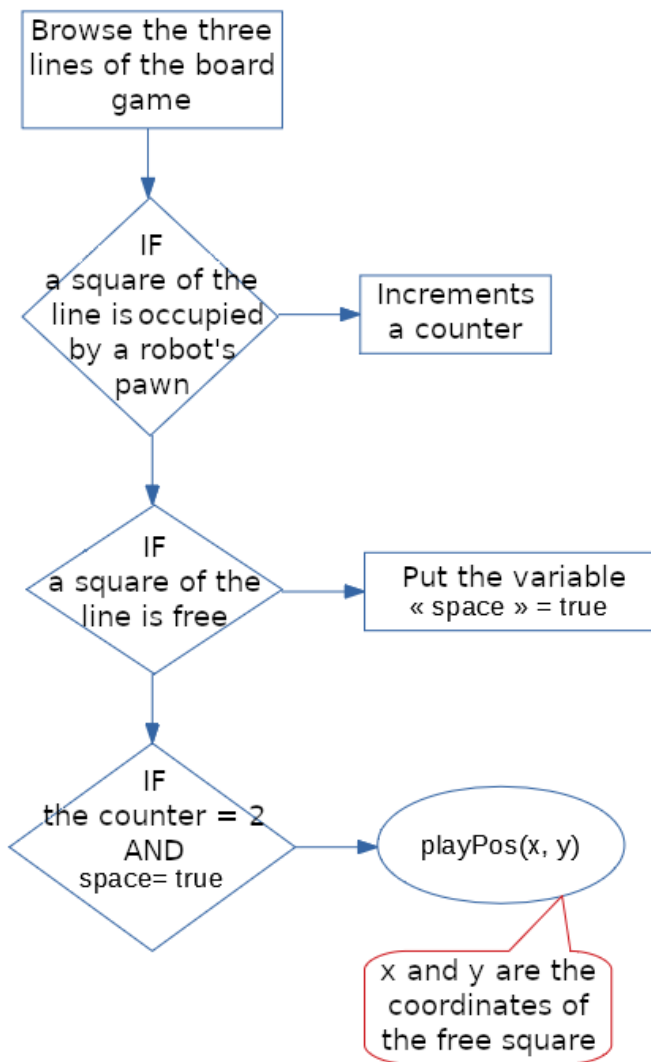 Browse the three
lines of the board
game
IF
a square of the
line is occupied
by a robot's
pawn
Increments
a counter
IF
a square of the
line is free
Put the variable
« space » = true
IF
the counter = 2
AND
space= true
playPos(x, y)
x and y are the
coordinates of
the free square